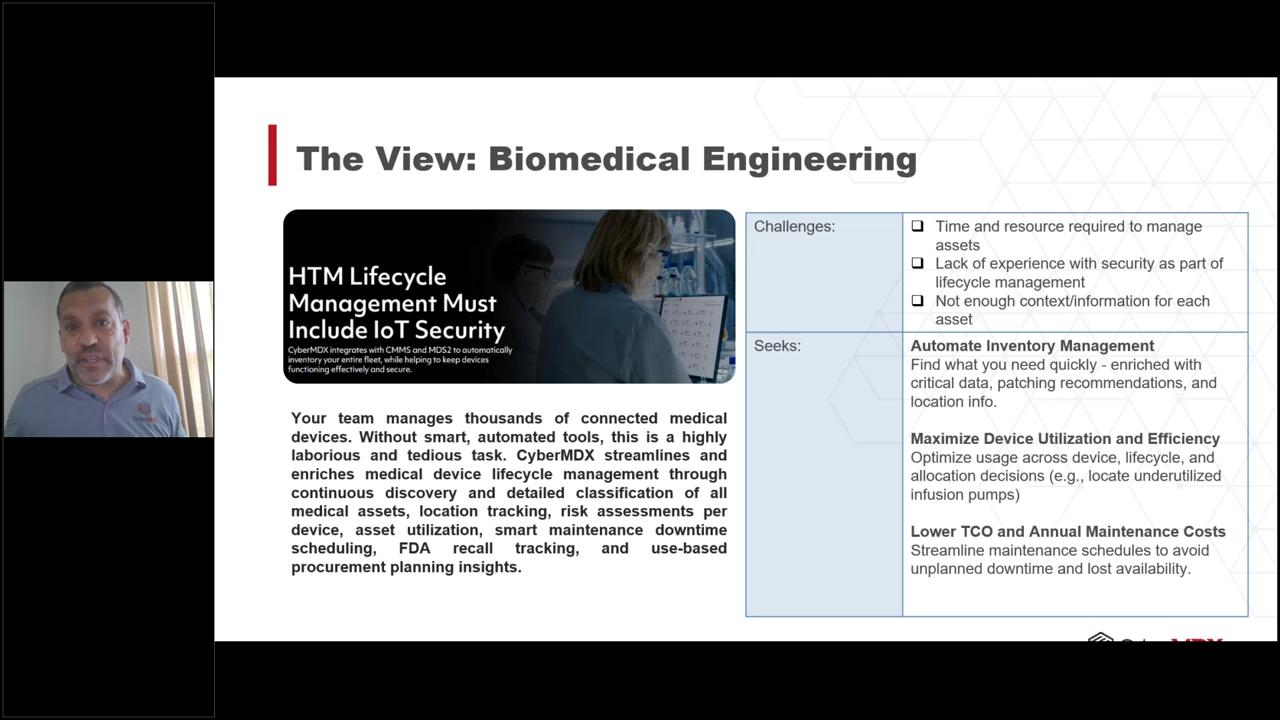 The View: Biomedical Engineering
HTM Lifecycle
Management Must
Include IoT Security
CyberMDX integrates with CMMS and MDS2 to automatically
inventory your entire fleet, while helping to keep devices
functioning effectively and secure.
Your team manages thousands of connected medical
devices. Without smart, automated tools, this is a highly
laborious and tedious task. CyberMDX streamlines and
enriches medical device lifecycle management through
continuous discovery and detailed classification of all
medical assets, location tracking, risk assessments per
device, asset utilization, smart maintenance downtime
scheduling, FDA recall tracking, and use-based
procurement planning insights.
Challenges:
❑ Time and resource required to manage
assets
❑ Lack of experience with security as part of
lifecycle management
❑ Not enough context/information for each
asset
Seeks:
Automate Inventory Management
Find what you need quickly - enriched with
critical data, patching recommendations, and
location info.
Maximize Device Utilization and Efficiency
Optimize usage across device, lifecycle, and
allocation decisions (e.g., locate underutilized
infusion pumps)
Lower TCO and Annual Maintenance Costs
Streamline maintenance schedules to avoid
unplanned downtime and lost availability.